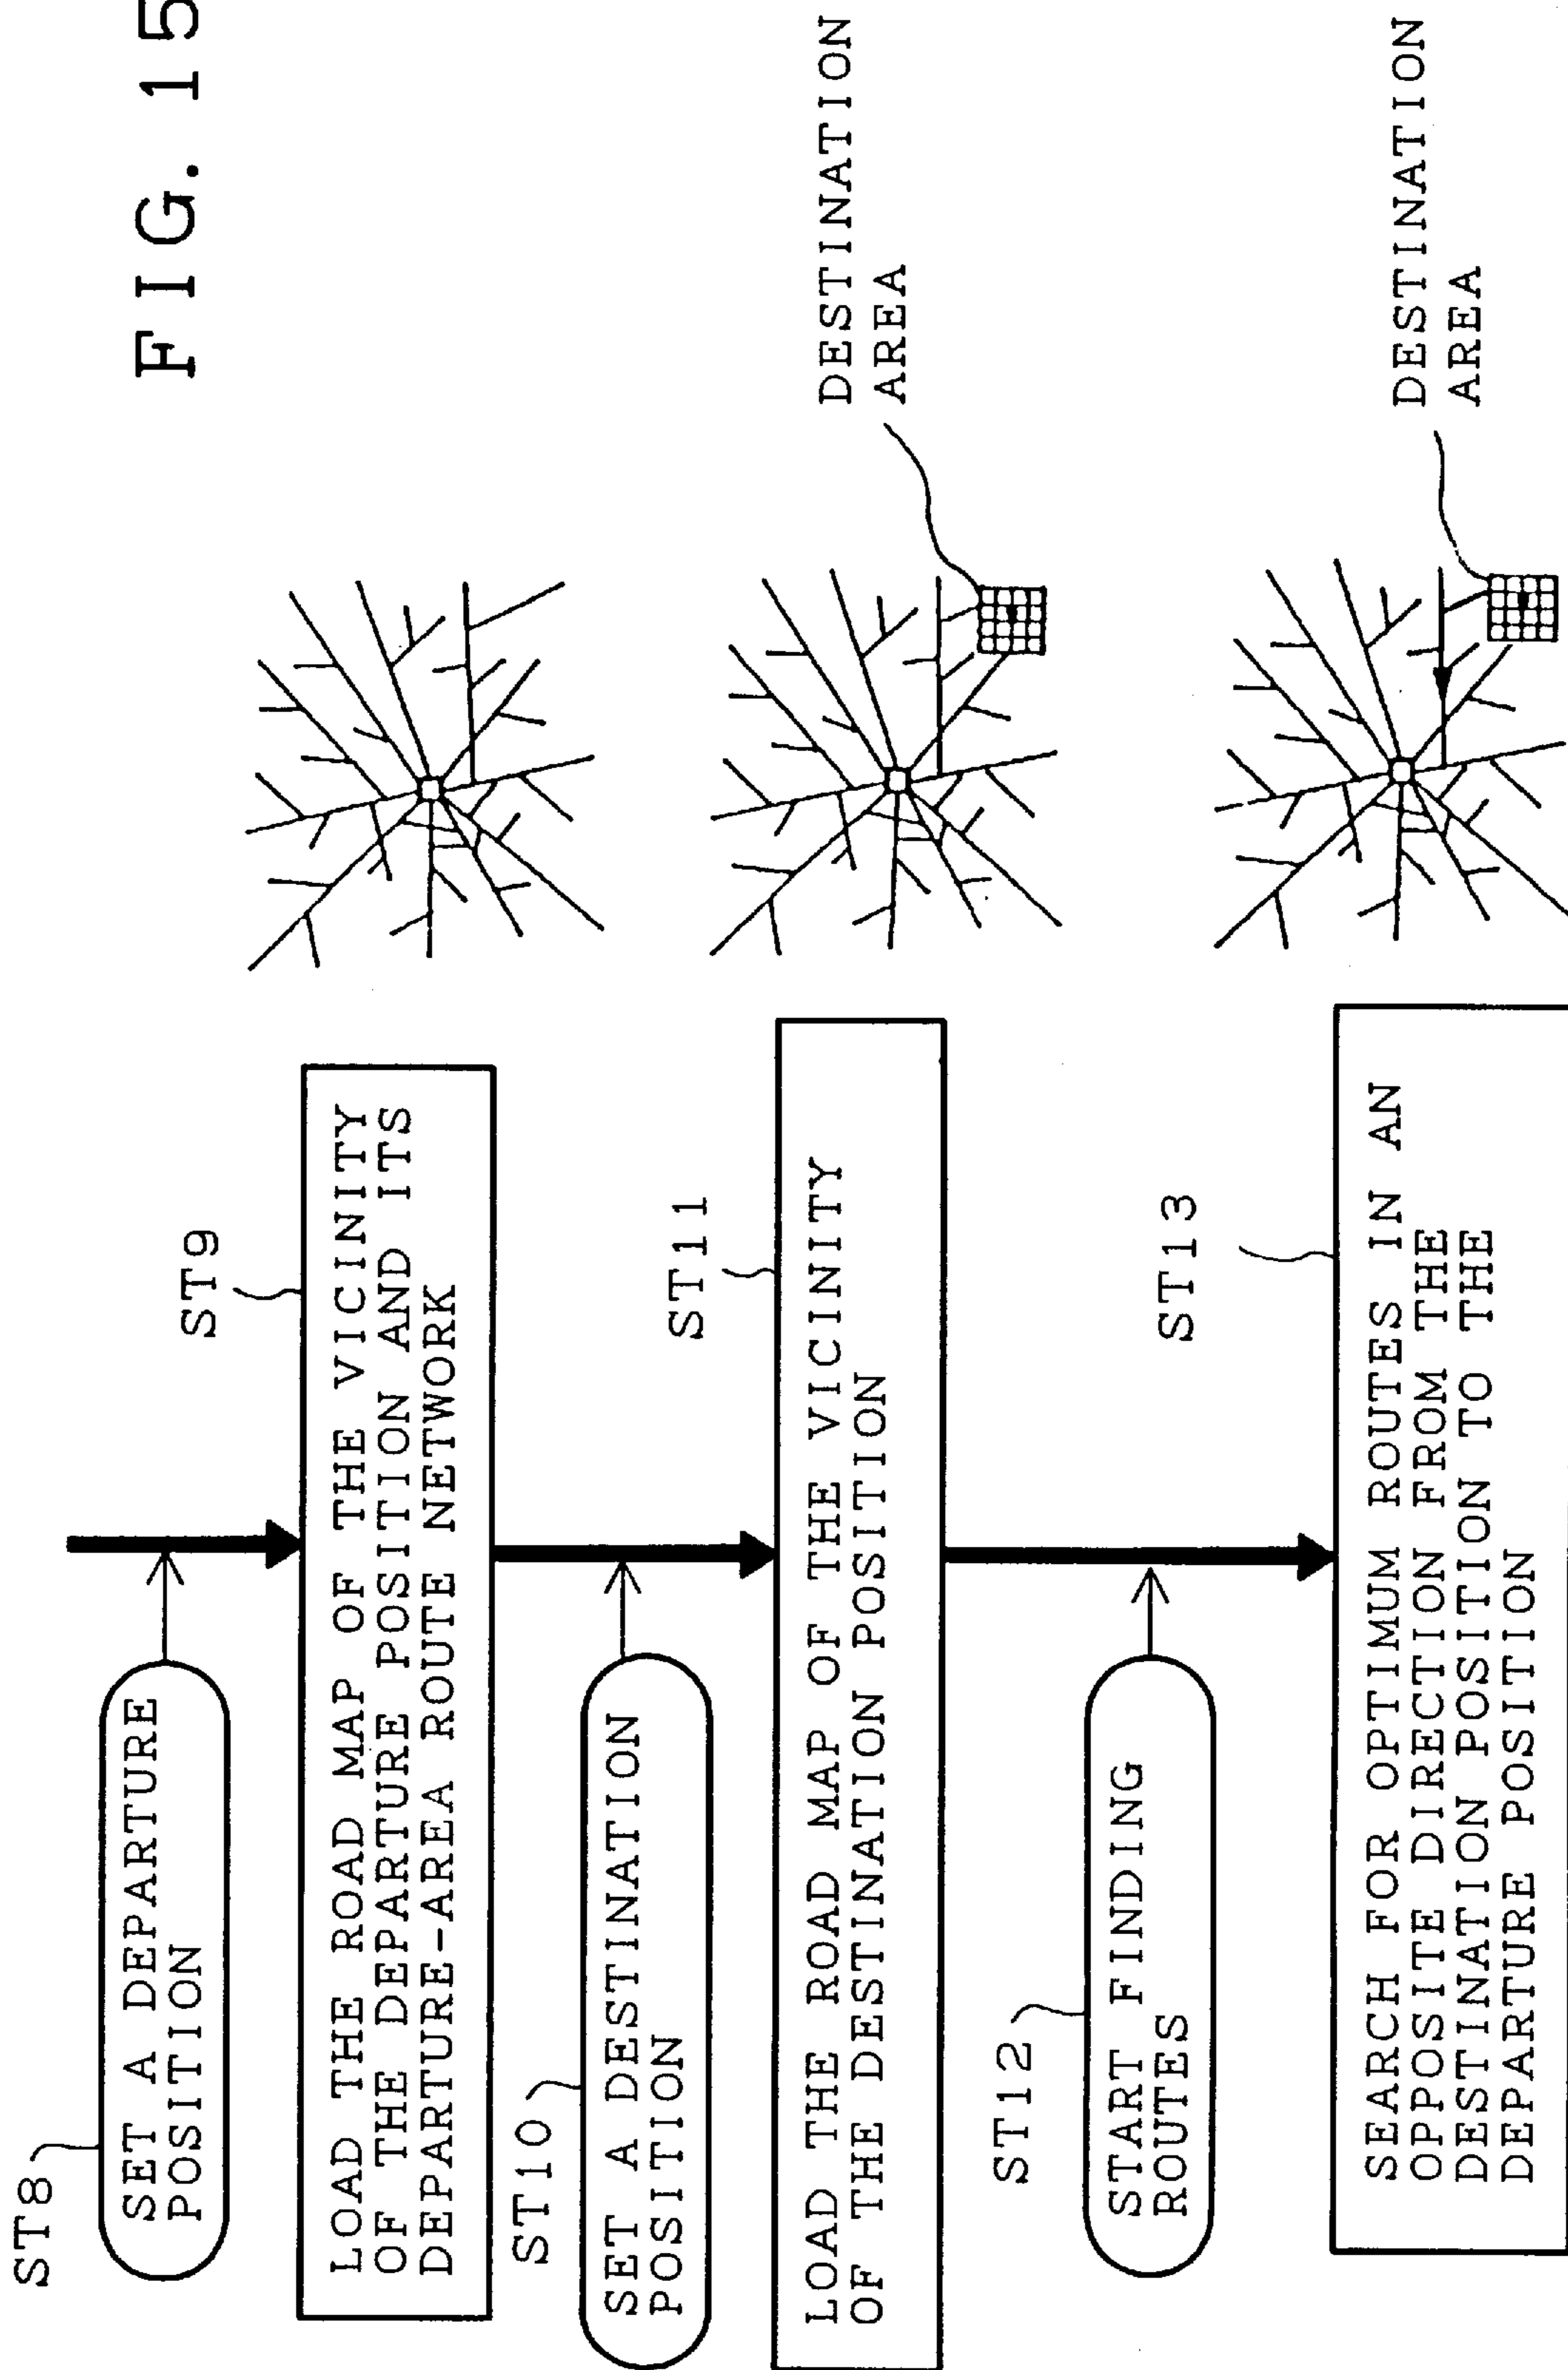 FIG. 15
ST8
SET A DEPARTURE
POSITION
ST9
LOAD THE ROAD MAP OF THE VICINITY
OF THE DEPARTURE POSITION AND ITS
DEPARTURE-AREA ROUTE NETWORK
ST10
SET A DESTINATION
POSITION
ST11
LOAD THE ROAD MAP OF THE VICINITY
OF THE DESTINATION POSITION
DESTINATION
AREA
ST12
START FINDING
ROUTES
ST13
SEARCH FOR OPTIMUM ROUTES IN AN
OPPOSITE DIRECTION FROM THE
DESTINATION POSITION TO THE
DEPARTURE POSITION
DESTINATION
AREA